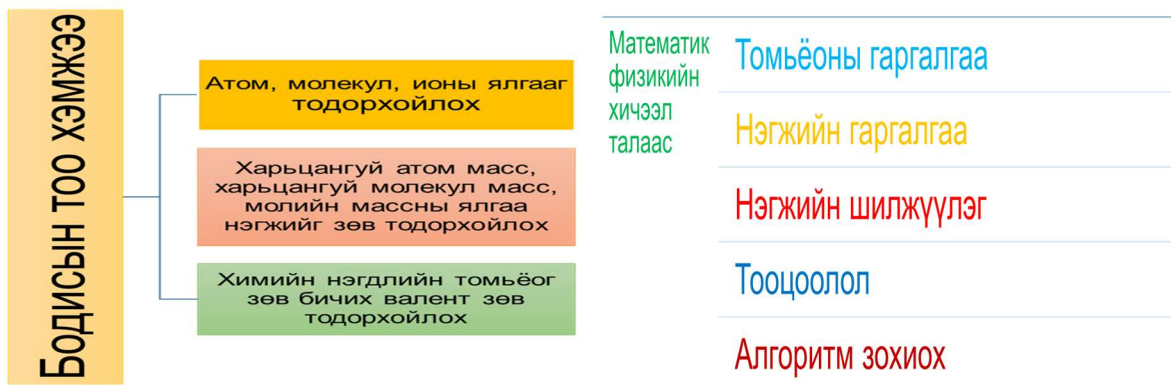 Бодисын тоо хэмжээ
Атом, молекул, ионы ялгааг
тодорхойлох
Харьцангуй атом масс,
харьцангуй молекул масс,
молийн массны ялгаа
нэгжийг зөв тодорхойлох
Химийн нэгдлийн томьёог
зөв бичих валент зөв
тодорхойлох
Математик
физикийн
хичээл
талаас
Томьёоны гаргалгаа
Нэгжийн гаргалгаа
Нэгжийн шилжүүлэг
Тооцоолол
Алгоритм зохиох